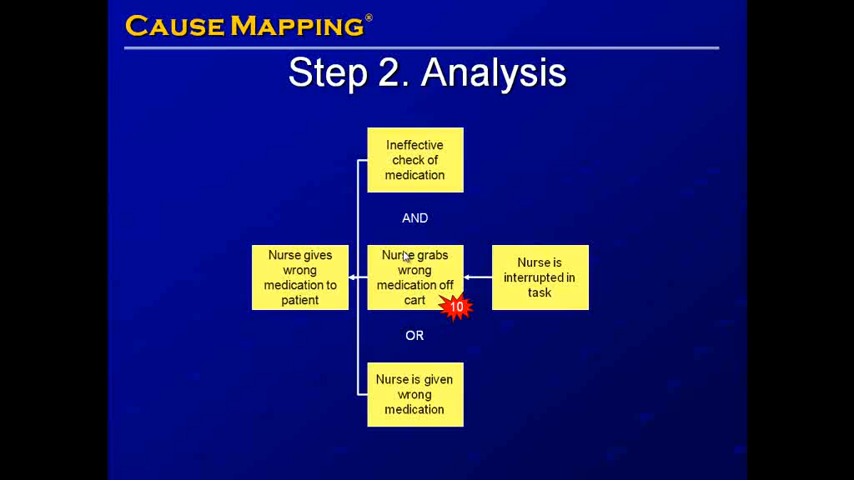 CAUSE MAPPING®
Step 2. Analysis
Ineffective
check of
medication
AND
Nurse gives
wrong
medication to
patient
Nurse grabs
wrong
medication off
cart
10
Nurse is
interrupted in
task
OR
Nurse is given
wrong
medication